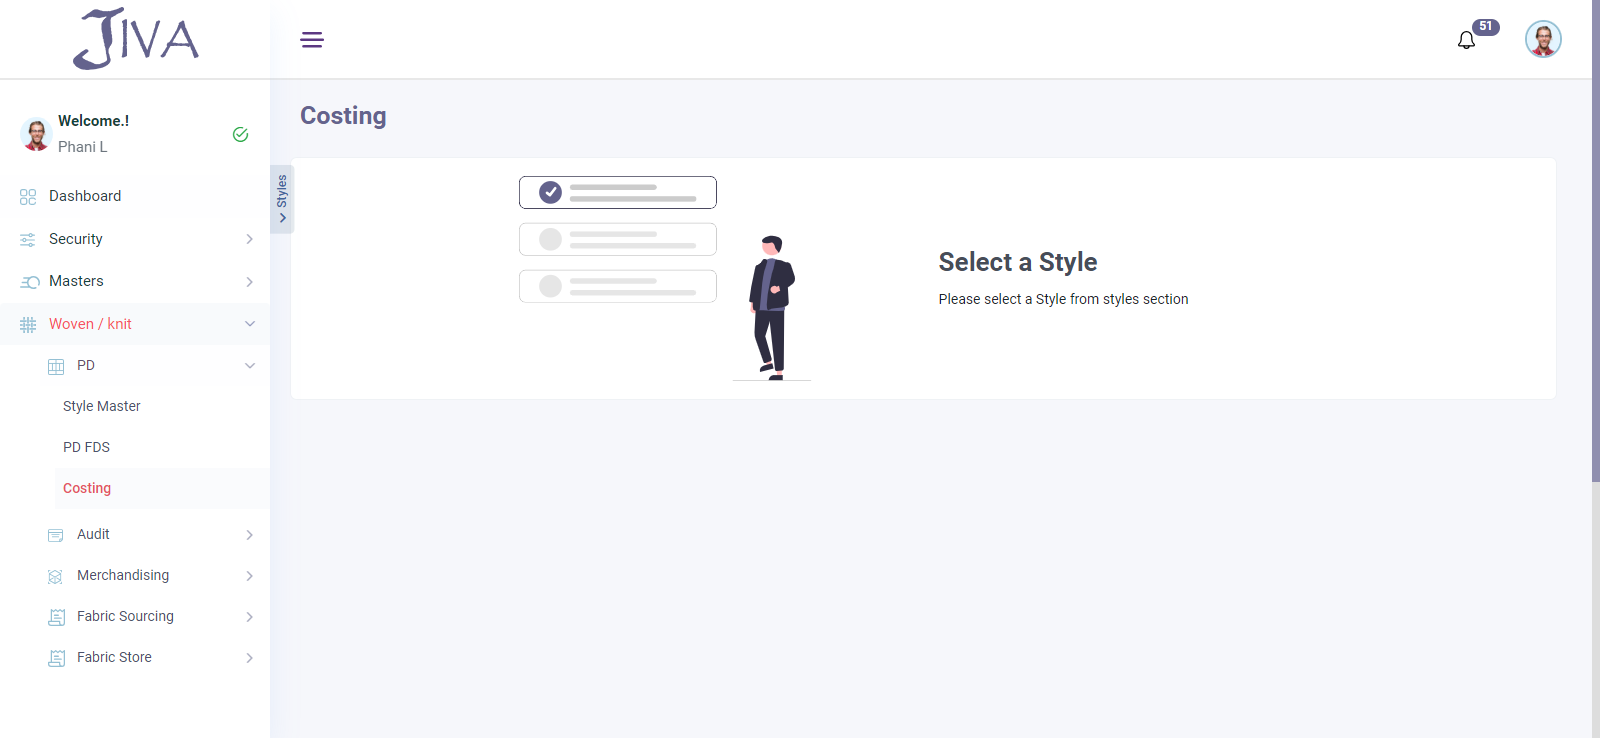 JIVA
51
Welcome.!
Phani L
Dashboard
Security
Masters
Woven / knit
PD
Style Master
PD FDS
Costing
Audit
Merchandising
Fabric Sourcing
Fabric Store
Styles
Costing
Select a Style
Please select a Style from styles section